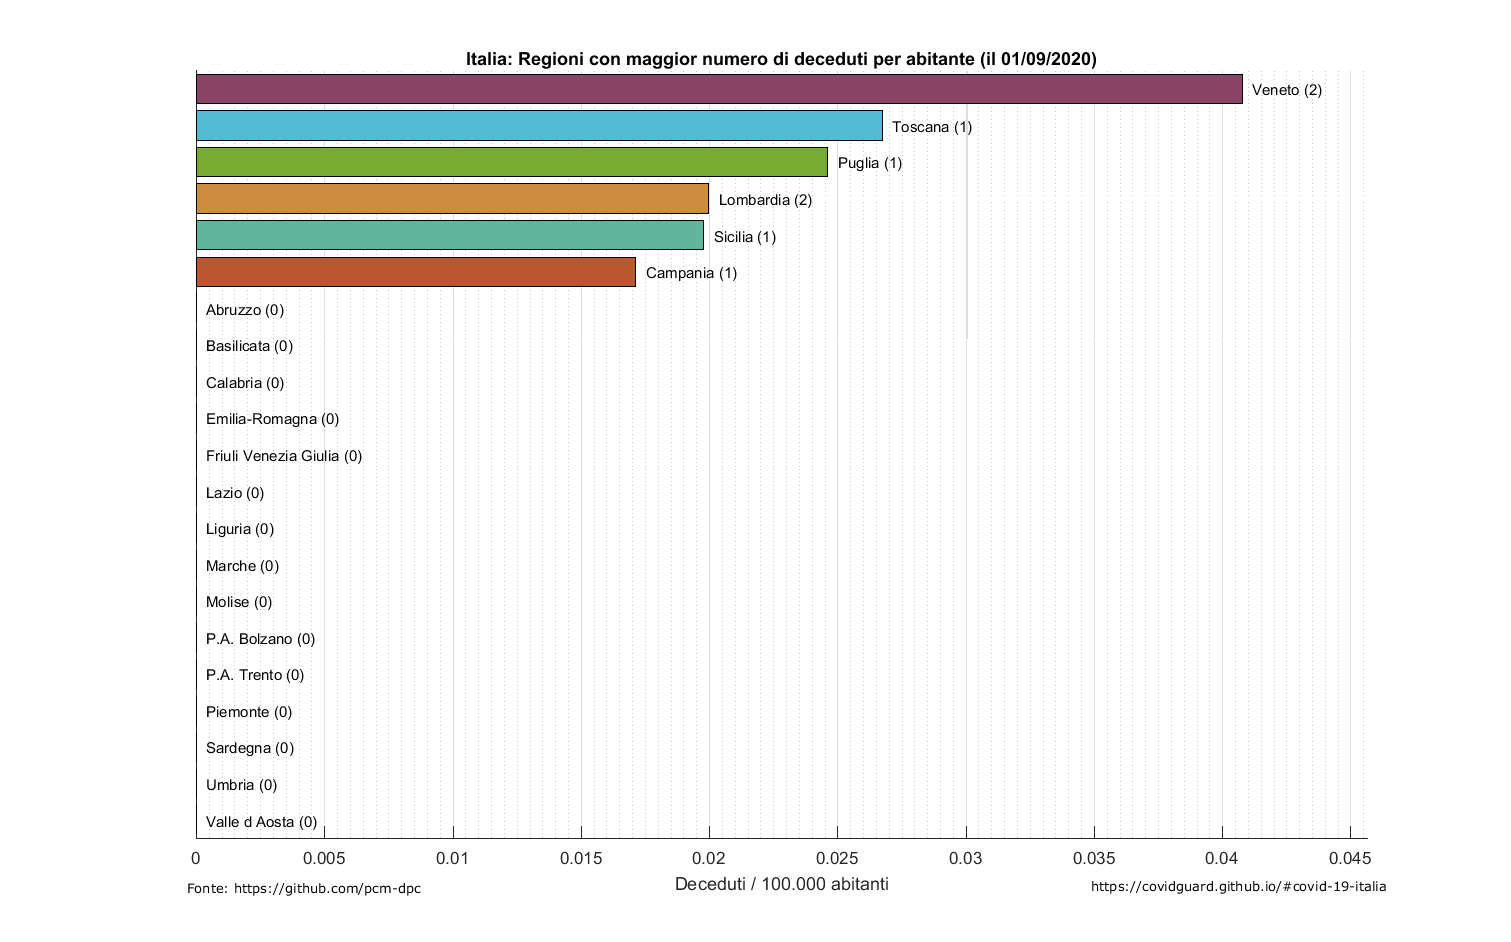 Italia: Regioni con maggior numero di deceduti per abitante (il 01/09/2020)
Veneto (2)
Toscana (1)
Puglia (1)
Lombardia (2)
Sicilia (1)
Campania (1)
Abruzzo (0)
Basilicata (0)
Calabria (0)
Emilia-Romagna (0)
Friuli Venezia Giulia (0)
Lazio (0)
Liguria (0)
Marche (0)
Molise (0)
P.A. Bolzano (0)
P.A. Trento (0)
Piemonte (0)
Sardegna (0)
Umbria (0)
Valle d Aosta (0)
0 0.005 0.01 0.015 0.02 0.025 0.03 0.035 0.04 0.045
Deceduti / 100.000 abitanti
Fonte: https://github.com/pcm-dpc
https://covidguard.github.io/#covid-19-italia